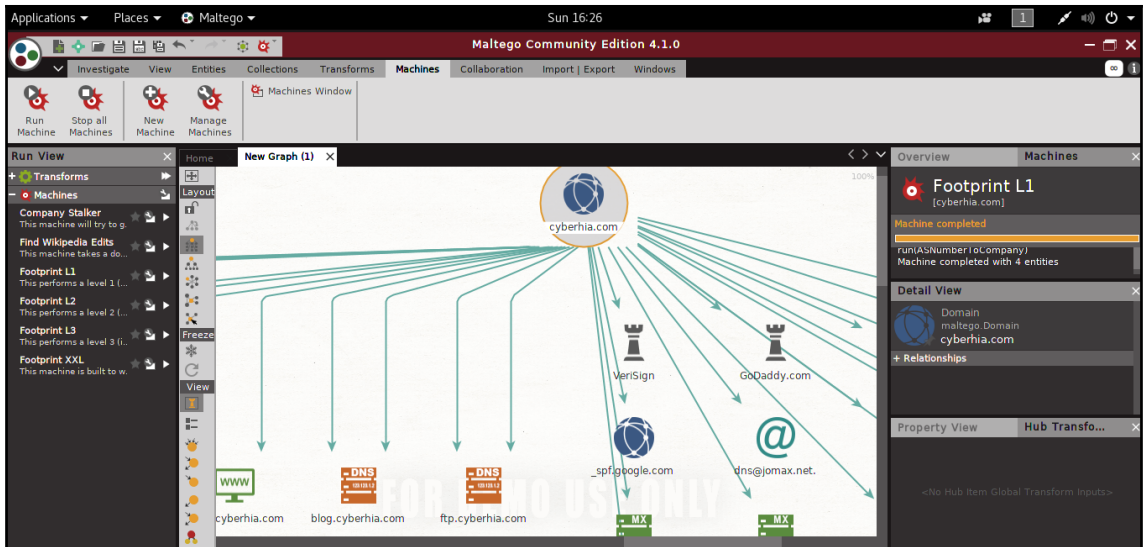 Applications Places Maltego Sun 16:26 1
Maltego Community Edition 4.1.0
Investigate View Entities Collections Transforms Machines Collaboration Import | Export Windows
Run Machine
Stop all Machines
New Machine
Manage Machines
Machines Window
Run View
Transforms
Machines
Company Stalker
This machine will try to g.
Find Wikipedia Edits
This machine takes a do...
Footprint L1
This performs a level 1 (...
Footprint L2
This performs a level 2 (...
Footprint L3
This performs a level 3 (i...
Footprint XXL
This machine is built to w.
Home New Graph (1)
100%
Layout
Freeze
View
cyberhia.com
VeriSign
GoDaddy.com
_spf.google.com
dns@jomax.net.
www
cyberhia.com
DNS
blog.cyberhia.com
DNS
ftp.cyberhia.com
MX
MX
FOR DEMO USE ONLY
Overview Machines
Footprint L1
[cyberhia.com]
Machine completed
run(ASNumberToCompany)
Machine completed with 4 entities
Detail View
Domain
maltego.Domain
cyberhia.com
+ Relationships
Property View Hub Transfo...
<No Hub Item Global Transform Inputs>